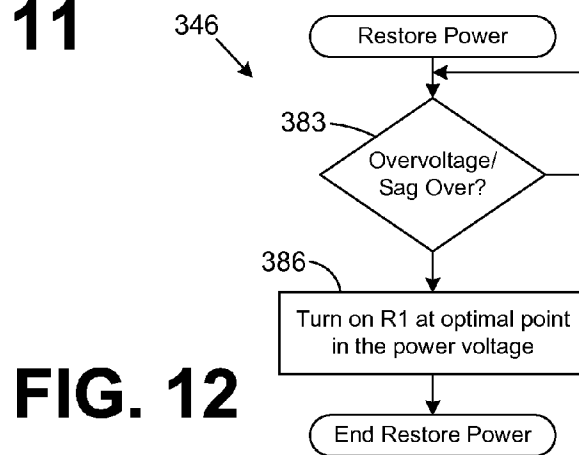 11
346
Restore Power
383
Overvoltage/
Sag Over?
386
Turn on R1 at optimal point
in the power voltage
FIG. 12
End Restore Power